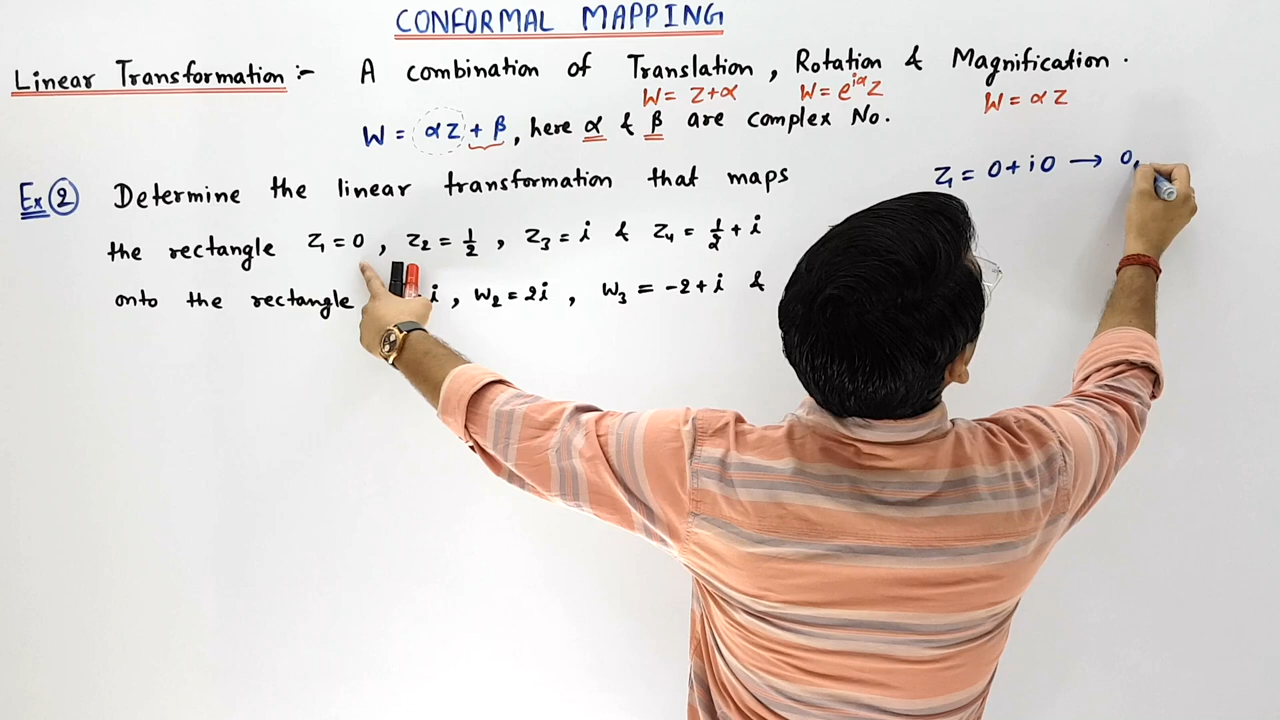 CONFORMAL MAPPING
Linear Transformation :- A combination of Translation, Rotation & Magnification.
W = Z+α W = e^{iα}Z W = αZ
W = αZ + β, here α & β are complex No.
Ex 2 Determine the linear transformation that maps
the rectangle Z₁ = 0, Z₂ = 1/2, Z₃ = i & Z₄ = 1/2 + i
onto the rectangle i, W₂ = 2i, W₃ = -2+i &
Z₁ = 0 + i0 → 0,